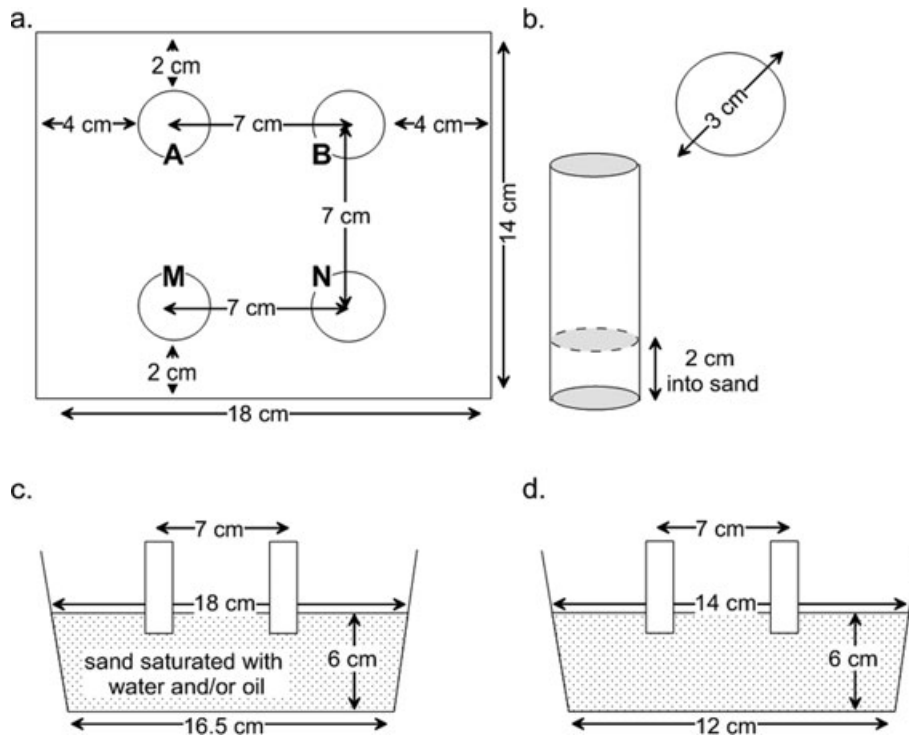 a.
2 cm
4 cm
7 cm
4 cm
A
B
7 cm
14 cm
M
N
7 cm
2 cm
18 cm
b.
3 cm
2 cm
into sand
c.
7 cm
18 cm
sand saturated with
water and/or oil
6 cm
16.5 cm
d.
7 cm
14 cm
6 cm
12 cm